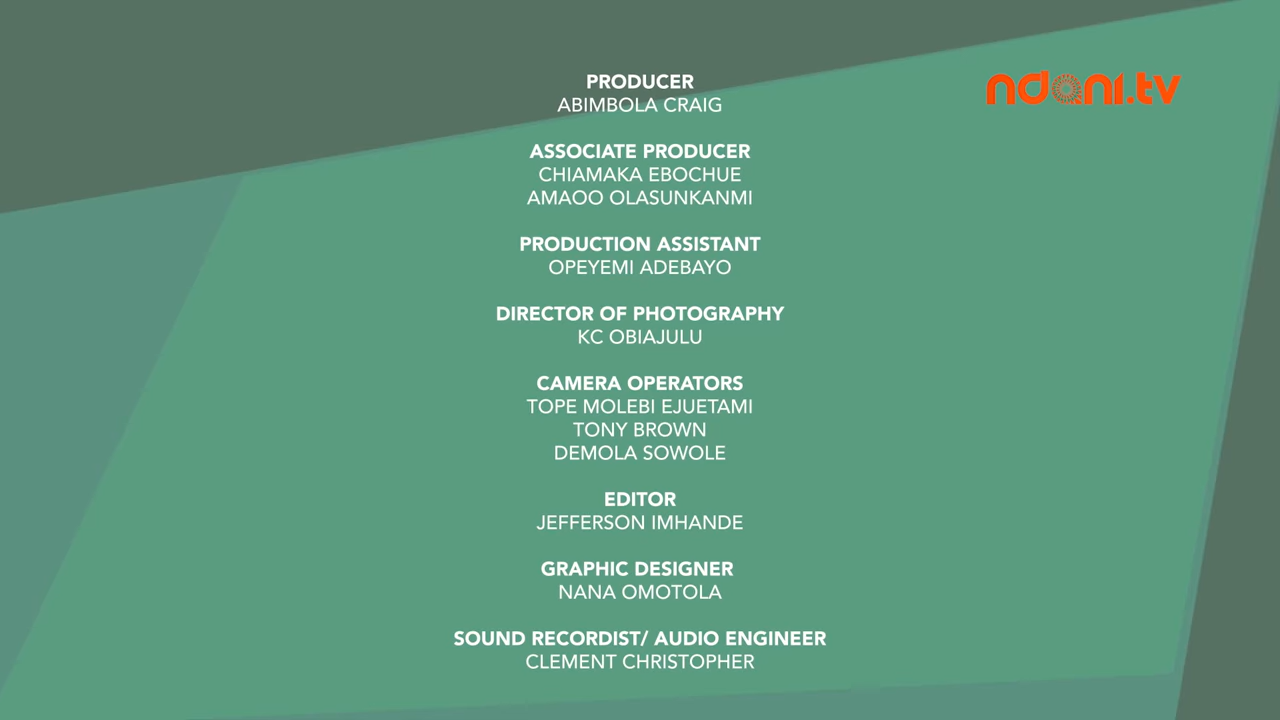 PRODUCER
ABIMBOLA CRAIG
ndani.tv
ASSOCIATE PRODUCER
CHIAMAKA EBOCHUE
AMAOO OLASUNKANMI
PRODUCTION ASSISTANT
OPEYEMI ADEBAYO
DIRECTOR OF PHOTOGRAPHY
KC OBIAJULU
CAMERA OPERATORS
TOPE MOLEBI EJUETAMI
TONY BROWN
DEMOLA SOWOLE
EDITOR
JEFFERSON IMHANDE
GRAPHIC DESIGNER
NANA OMOTOLA
SOUND RECORDIST/ AUDIO ENGINEER
CLEMENT CHRISTOPHER